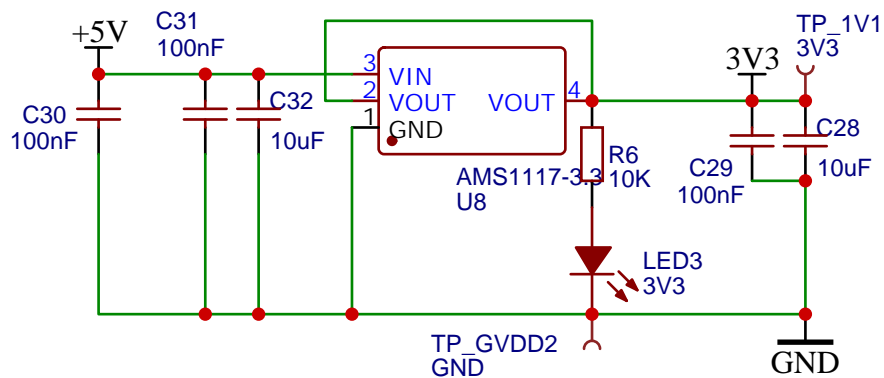 C31
100nF
+5V
TP_1V1
3V3
3V3
3
VIN
2
VOUT
VOUT
4
1
GND
C30
100nF
C32
10uF
R6
10K
AMS1117-3.3
U8
C29
100nF
C28
10uF
LED3
3V3
TP_GVDD2
GND
GND